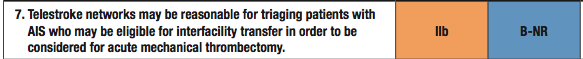 7. Telestroke networks may be reasonable for triaging patients with
AIS who may be eligible for interfacility transfer in order to be
considered for acute mechanical thrombectomy.
IIb
B-NR